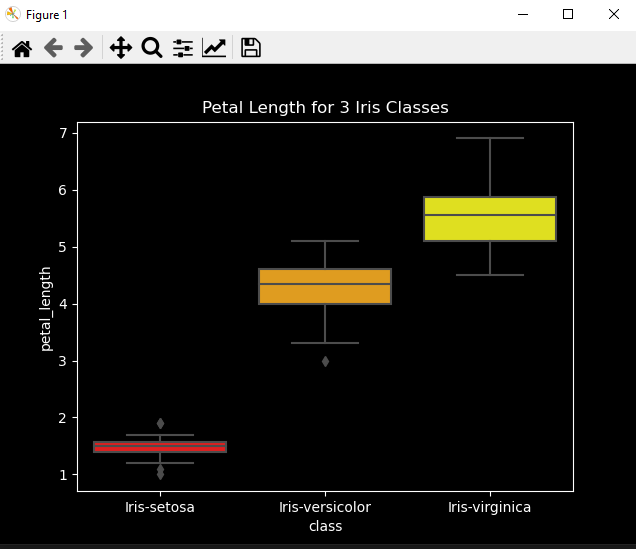 Figure 1
Petal Length for 3 Iris Classes
7
6
5
4
3
2
1
petal_length
Iris-setosa Iris-versicolor Iris-virginica
class